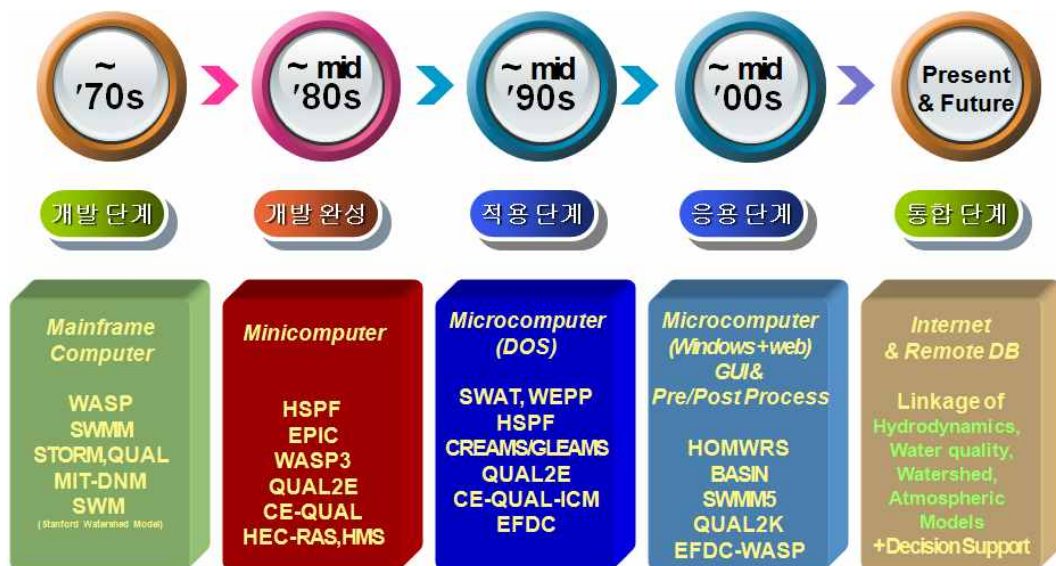 ~
'70s
~ mid
'80s
~ mid
'90s
~ mid
'00s
Present
& Future
개발 단계
개발 완성
적용 단계
응용 단계
통합 단계
Mainframe
Computer
WASP
SWMM
STORM,QUAL
MIT-DNM
SWM
(Stanford Watershed Model)
Minicomputer
HSPF
EPIC
WASP3
QUAL2E
CE-QUAL
HEC-RAS,HMS
Microcomputer
(DOS)
SWAT, WEPP
HSPF
CREAMS/GLEAMS
QUAL2E
CE-QUAL-ICM
EFDC
Microcomputer
(Windows+web)
GUI &
Pre/Post Process
HOMWRS
BASIN
SWMM5
QUAL2K
EFDC-WASP
Internet
& Remote DB
Linkage of
Hydrodynamics,
Water quality,
Watershed,
Atmospheric
Models
+Decision Support